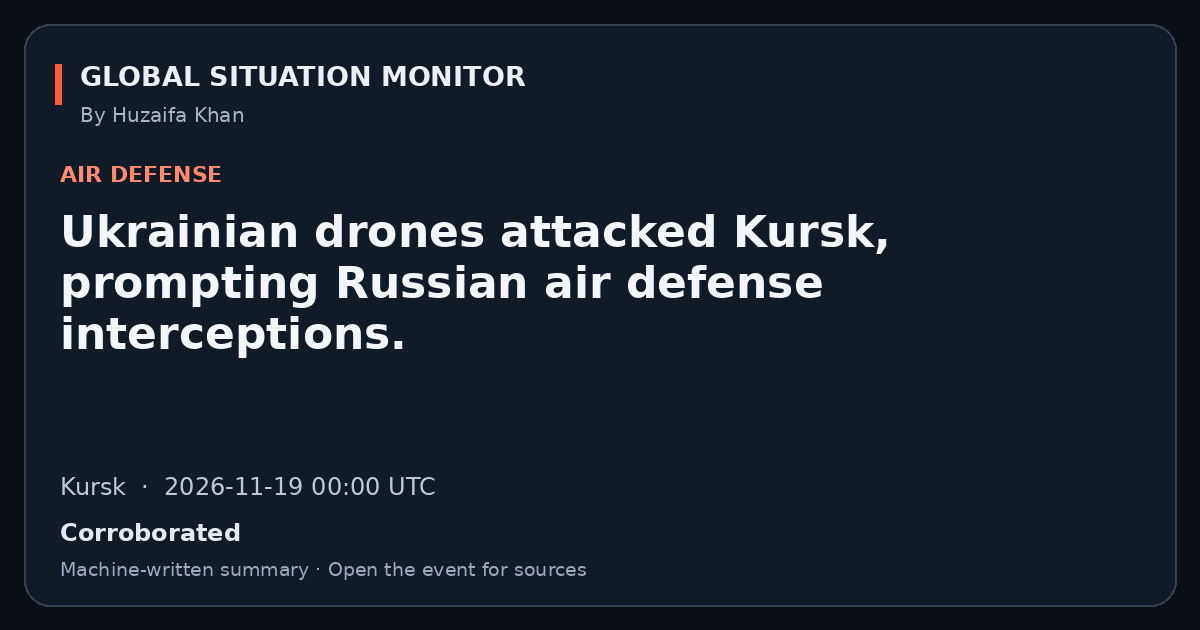 GLOBAL SITUATION MONITOR
By Huzaifa Khan
AIR DEFENSE
Ukrainian drones attacked Kursk,
prompting Russian air defense
interceptions.
Kursk · 2026-11-19 00:00 UTC
Corroborated
Machine-written summary · Open the event for sources